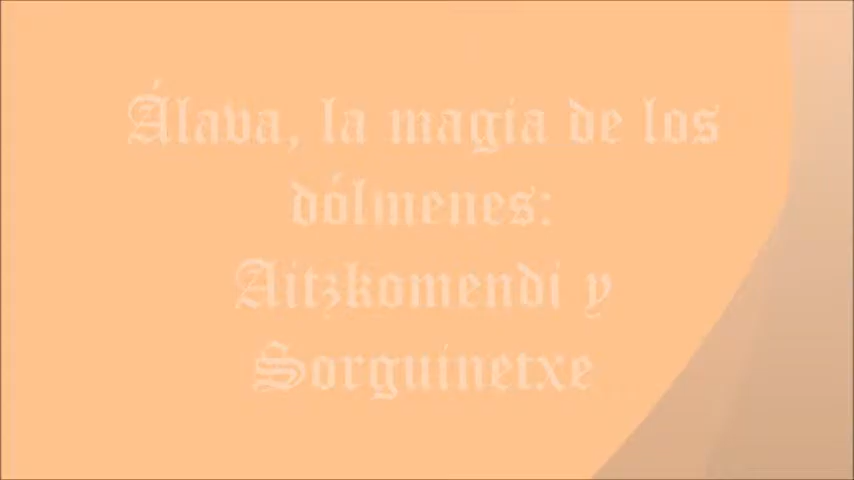 Álava, la magia de los
dólmenes:
Aitzkomendi y
Sorguinetxe